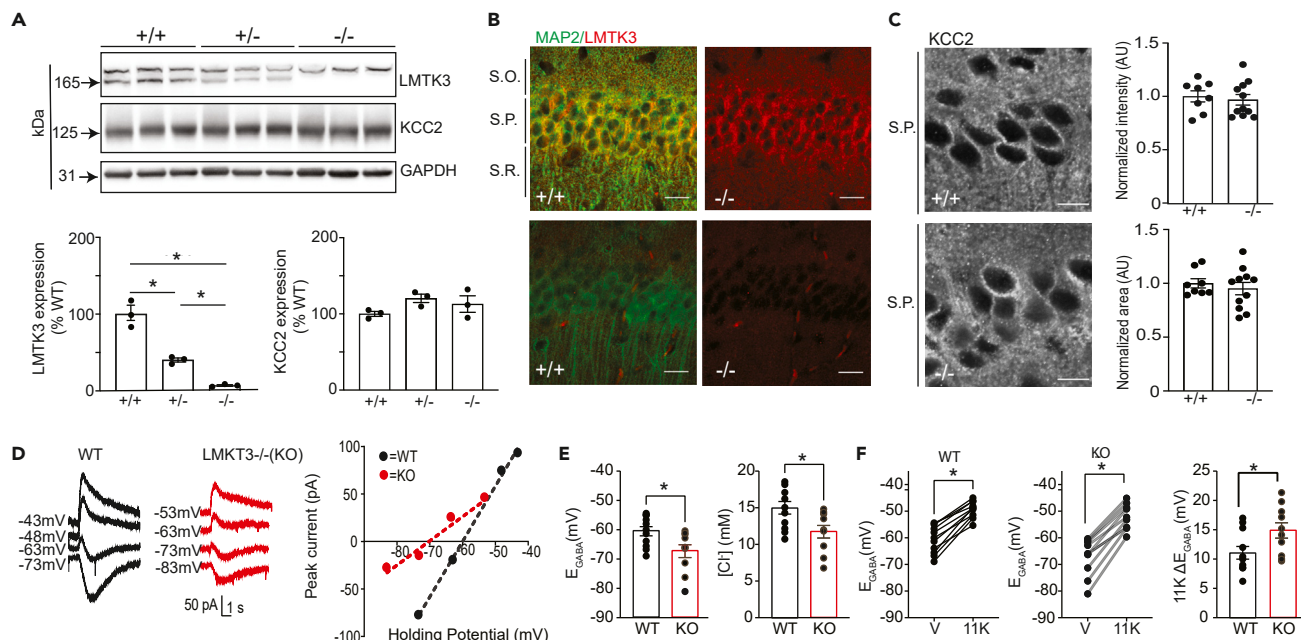 A
+/+ +/- -/-
kDa
165
LMTK3
125
KCC2
31
GAPDH
LMTK3 expression
(% WT)
200
100
0
+/+ +/- -/-
*
*
*
KCC2 expression
(% WT)
200
100
0
+/+ +/- -/-
B
MAP2/LMTK3
S.O.
S.P.
S.R.
+/+
-/-
+/+
-/-
C
KCC2
S.P.
+/+
S.P.
-/-
Normalized intensity (AU)
1.5
1.0
0.5
0.0
+/+ -/-
Normalized area (AU)
1.5
1.0
0.5
0.0
+/+ -/-
D
WT
LMKT3-/-(KO)
-43mV
-48mV
-63mV
-73mV
-53mV
-63mV
-73mV
-83mV
50 pA
1 s
=WT
=KO
Peak current (pA)
100
50
0
-50
-100
-80 -70 -60 -50 -40
Holding Potential (mV)
E
*
EGABA(mV)
-40
-50
-60
-70
-80
-90
WT KO
*
[Cl-] (mM)
20
15
10
5
0
WT KO
F
WT
*
EGABA(mV)
-40
-50
-60
-70
-80
-90
V 11K
KO
*
EGABA(mV)
-40
-50
-60
-70
-80
-90
V 11K
*
11K ΔEGABA(mV)
25
20
15
10
5
0
WT KO